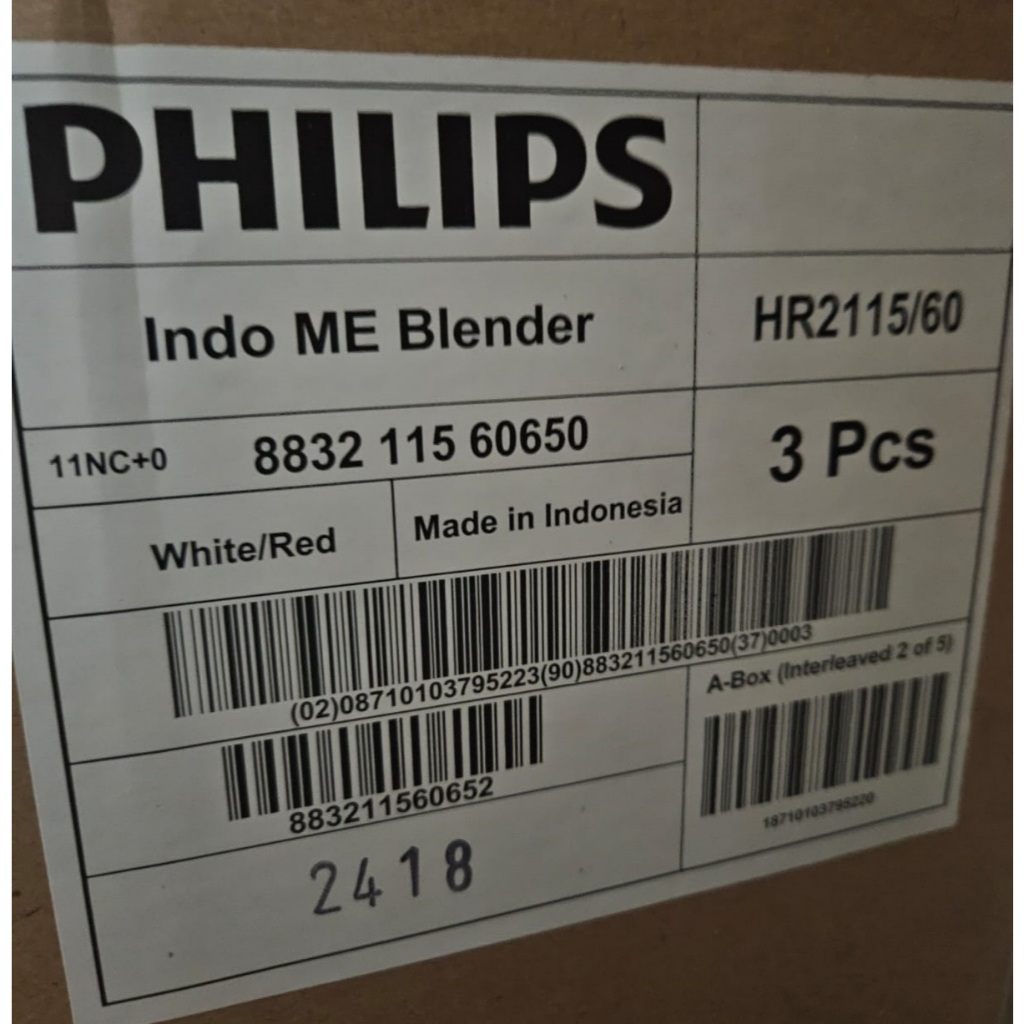 PHILIPS
Indo ME Blender
HR2115/60
11NC+0
8832 115 60650
3 Pcs
White/Red
Made in Indonesia
(02)08710103795223(90)883211560650(37)0003
883211560652
A-Box (Interleaved 2 of 5)
18710103795220
2418